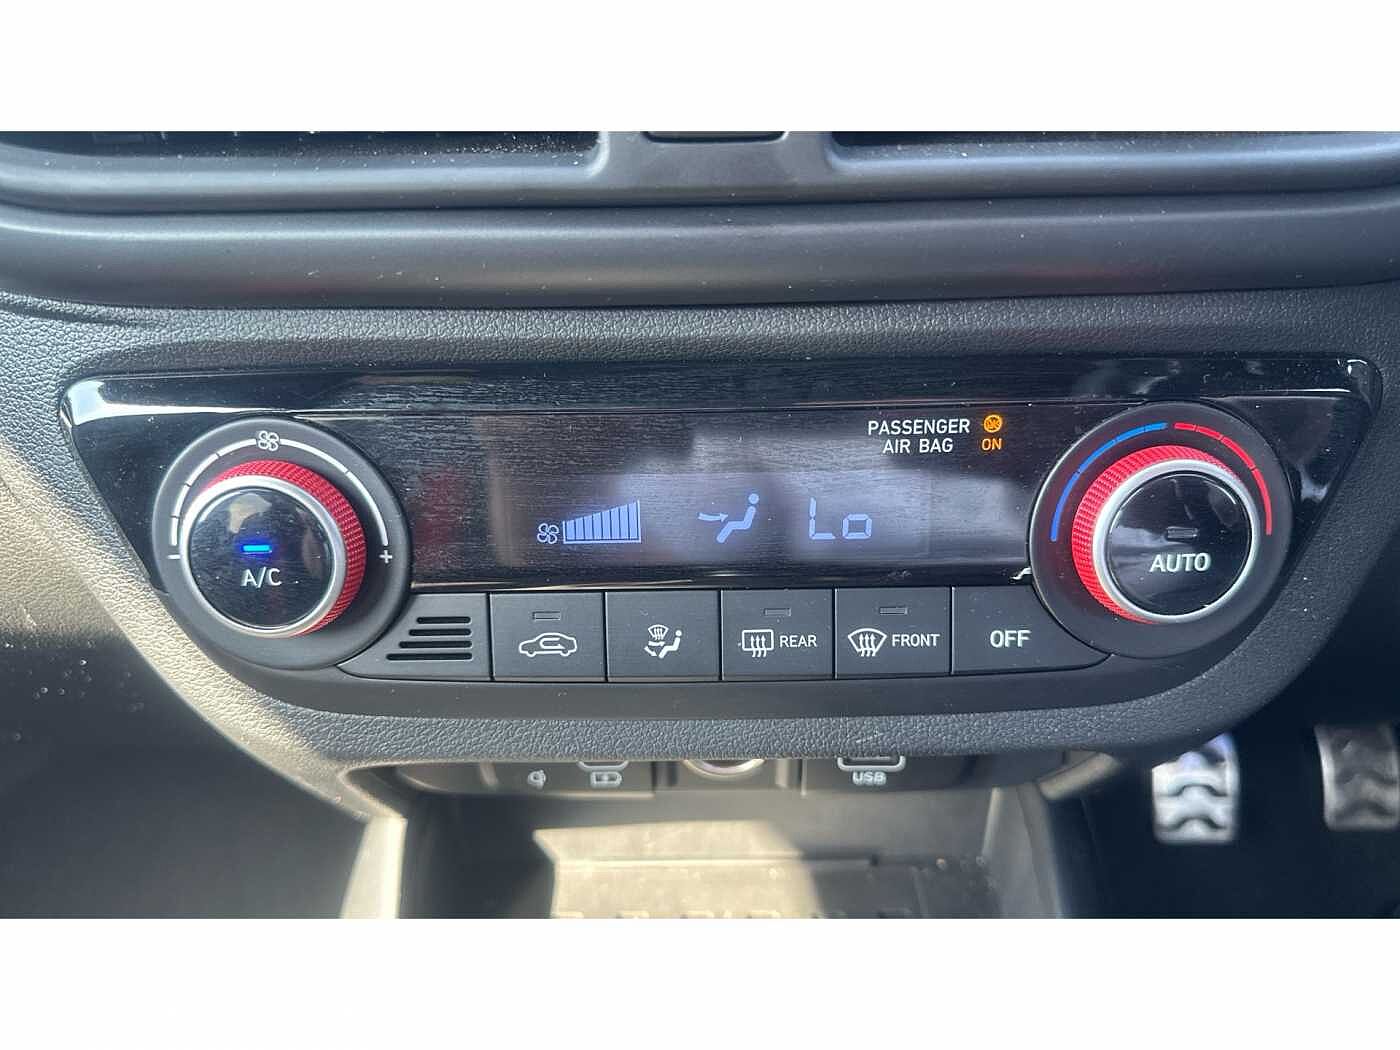 PASSENGER
AIR BAG ON
Lo
- +
A/C
AUTO
REAR
FRONT
OFF
USB